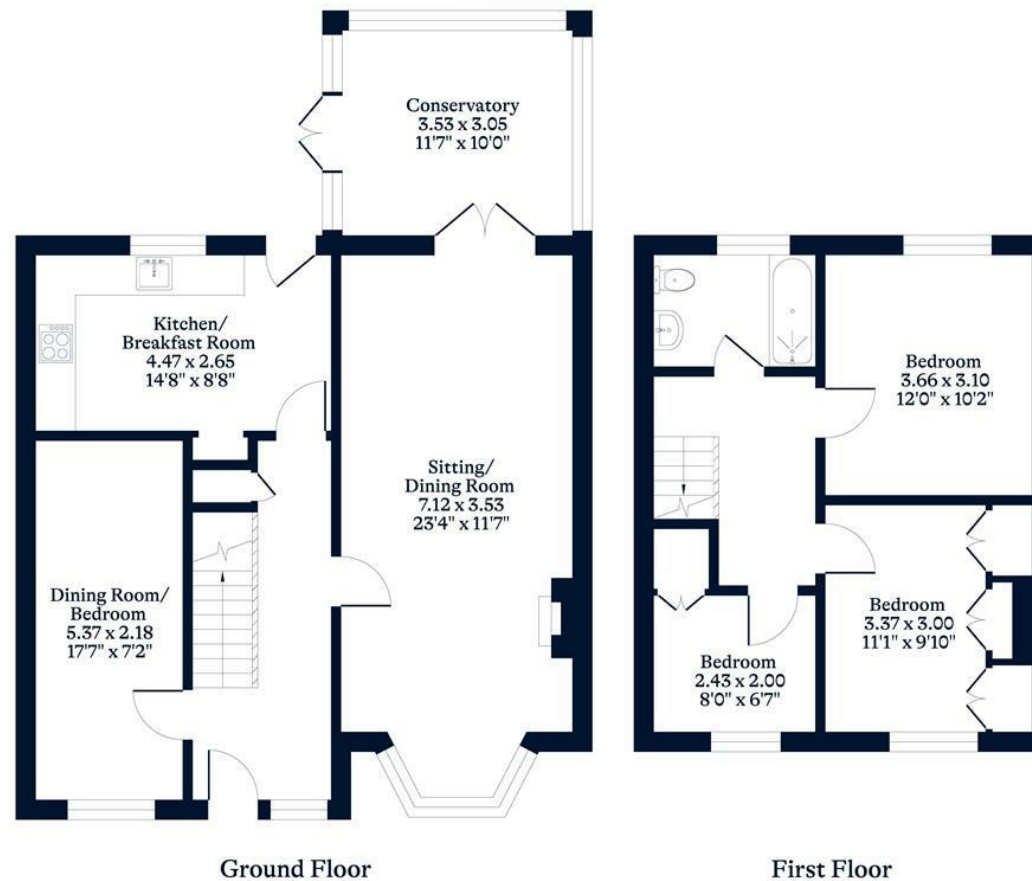 Conservatory
3.53 x 3.05
11'7" x 10'0"
Kitchen/
Breakfast Room
4.47 x 2.65
14'8" x 8'8"
Sitting/
Dining Room
7.12 x 3.53
23'4" x 11'7"
Dining Room/
Bedroom
5.37 x 2.18
17'7" x 7'2"
Ground Floor
Bedroom
3.66 x 3.10
12'0" x 10'2"
Bedroom
3.37 x 3.00
11'1" x 9'10"
Bedroom
2.43 x 2.00
8'0" x 6'7"
First Floor